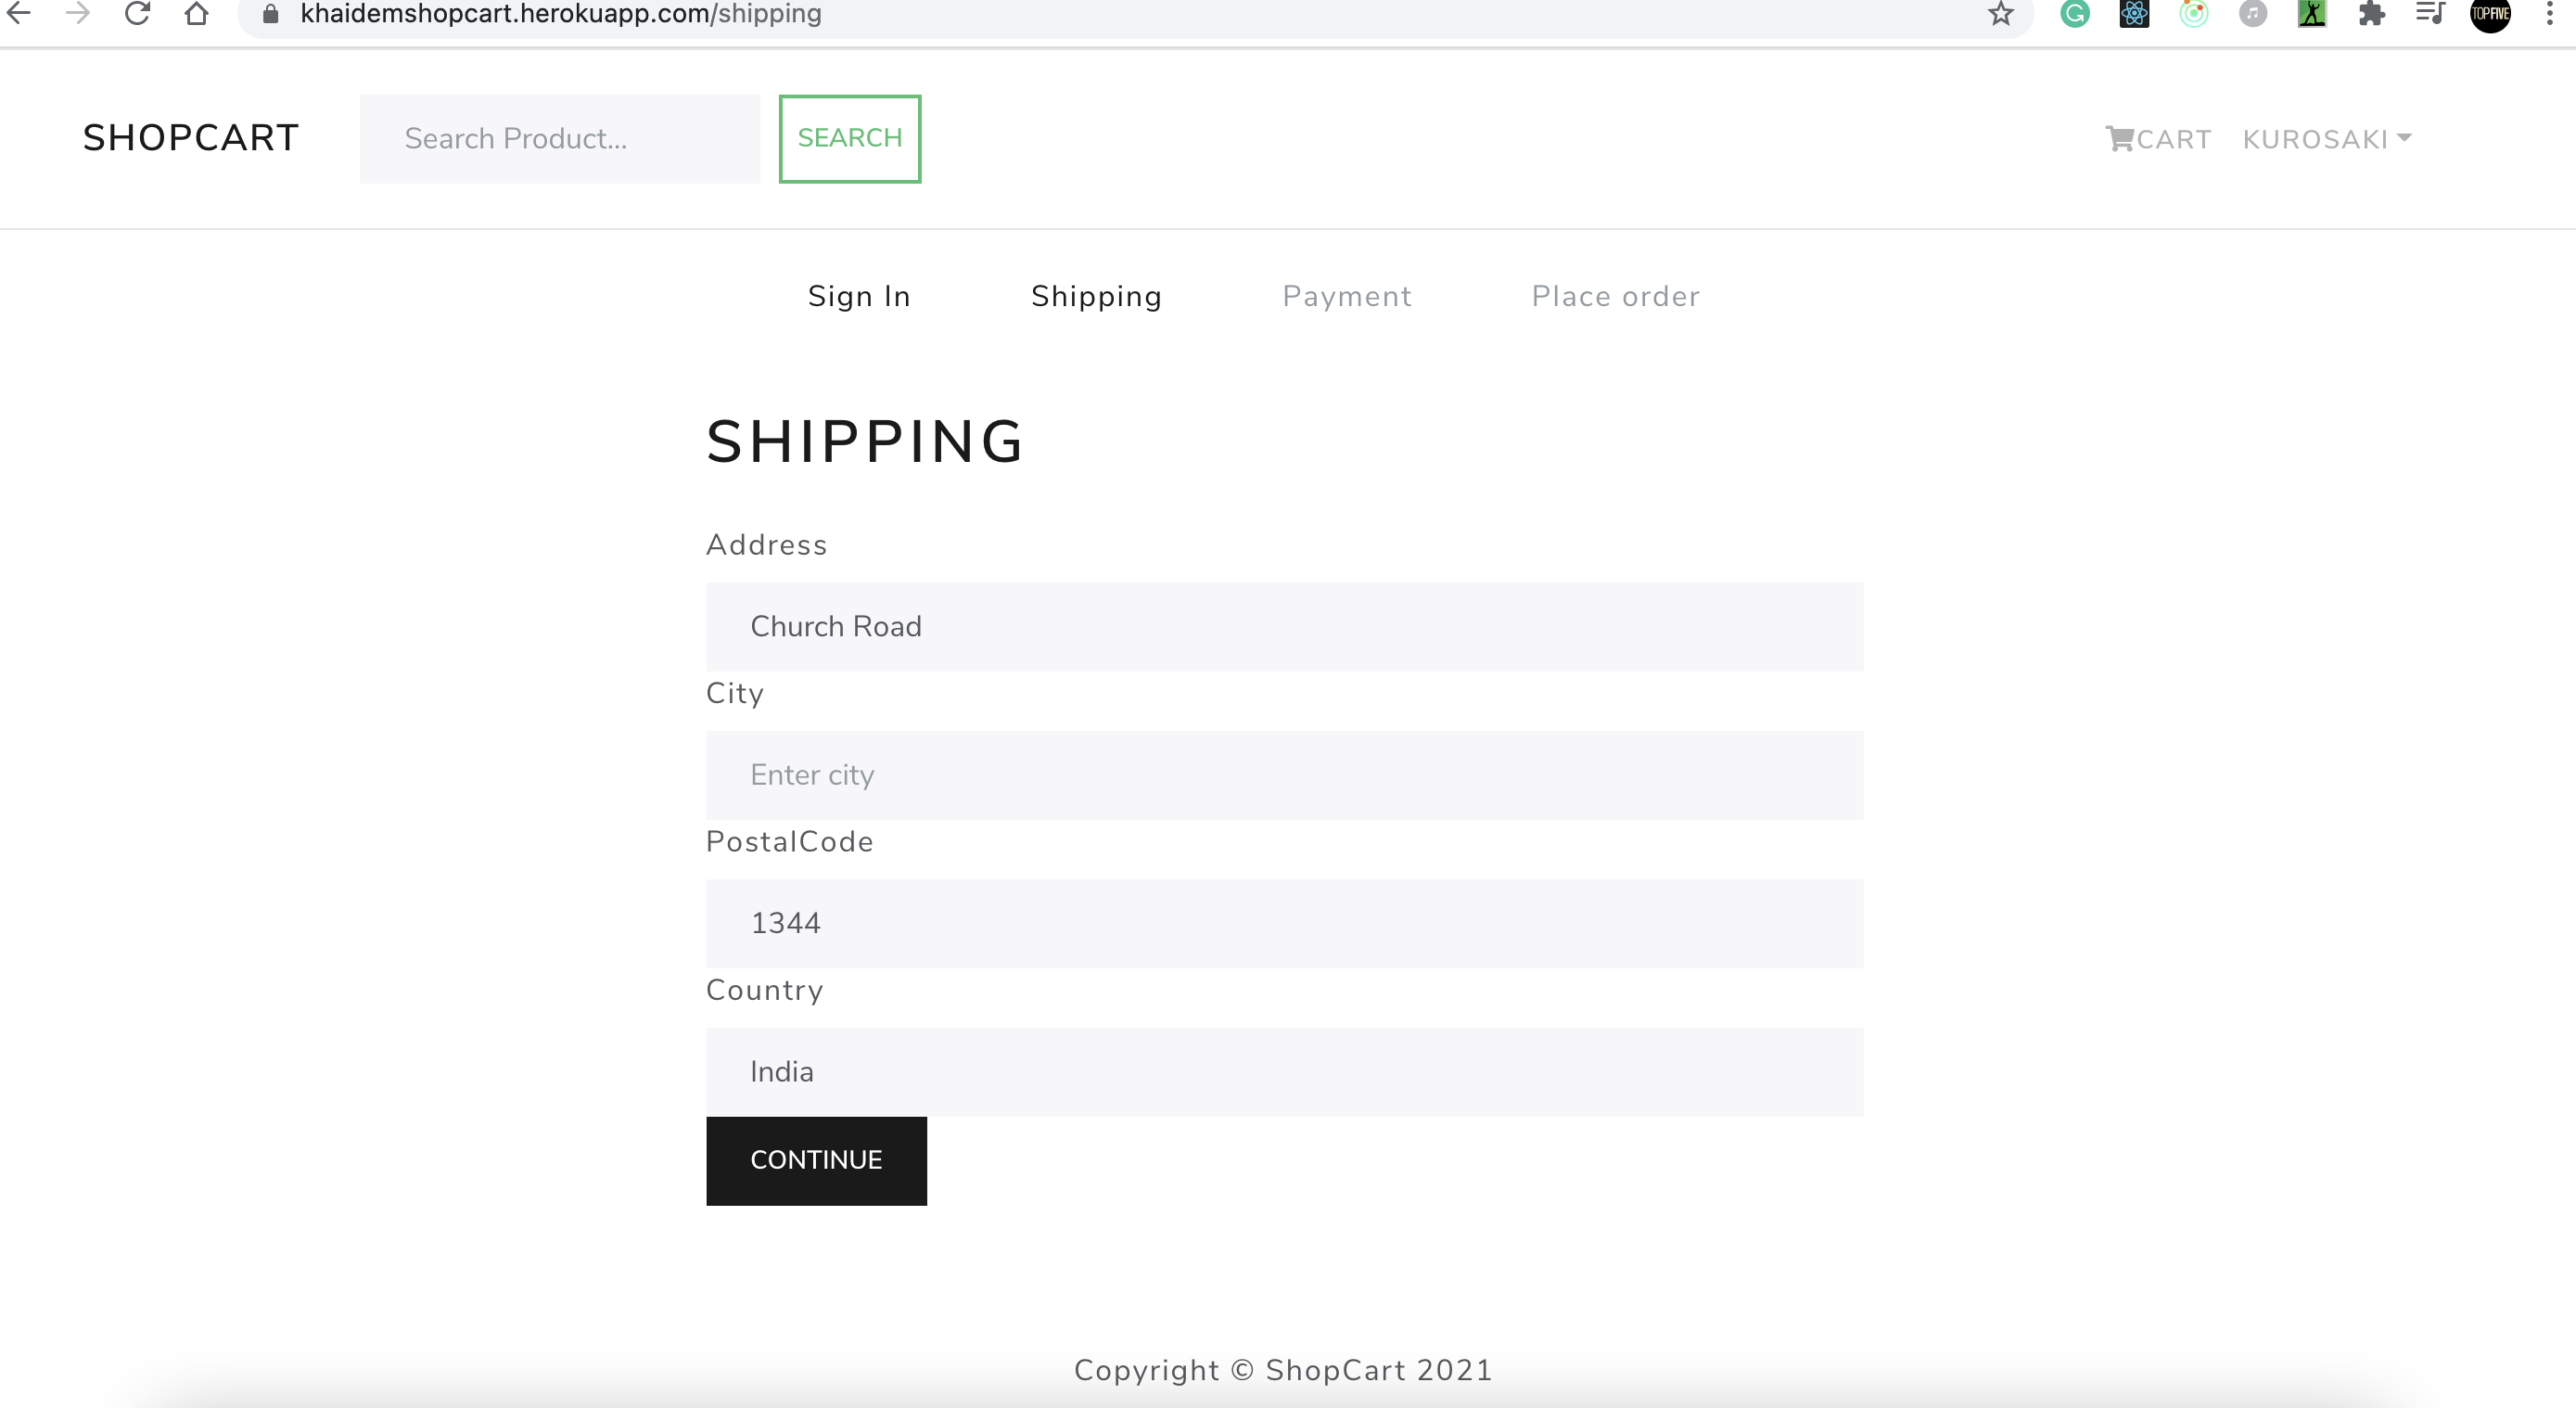 khaidemshopcart.herokuapp.com/shipping
TOPFIVE
SHOPCART Search Product... SEARCH CART KUROSAKI
Sign In Shipping Payment Place order
SHIPPING
Address
Church Road
City
Enter city
PostalCode
1344
Country
India
CONTINUE
Copyright © ShopCart 2021